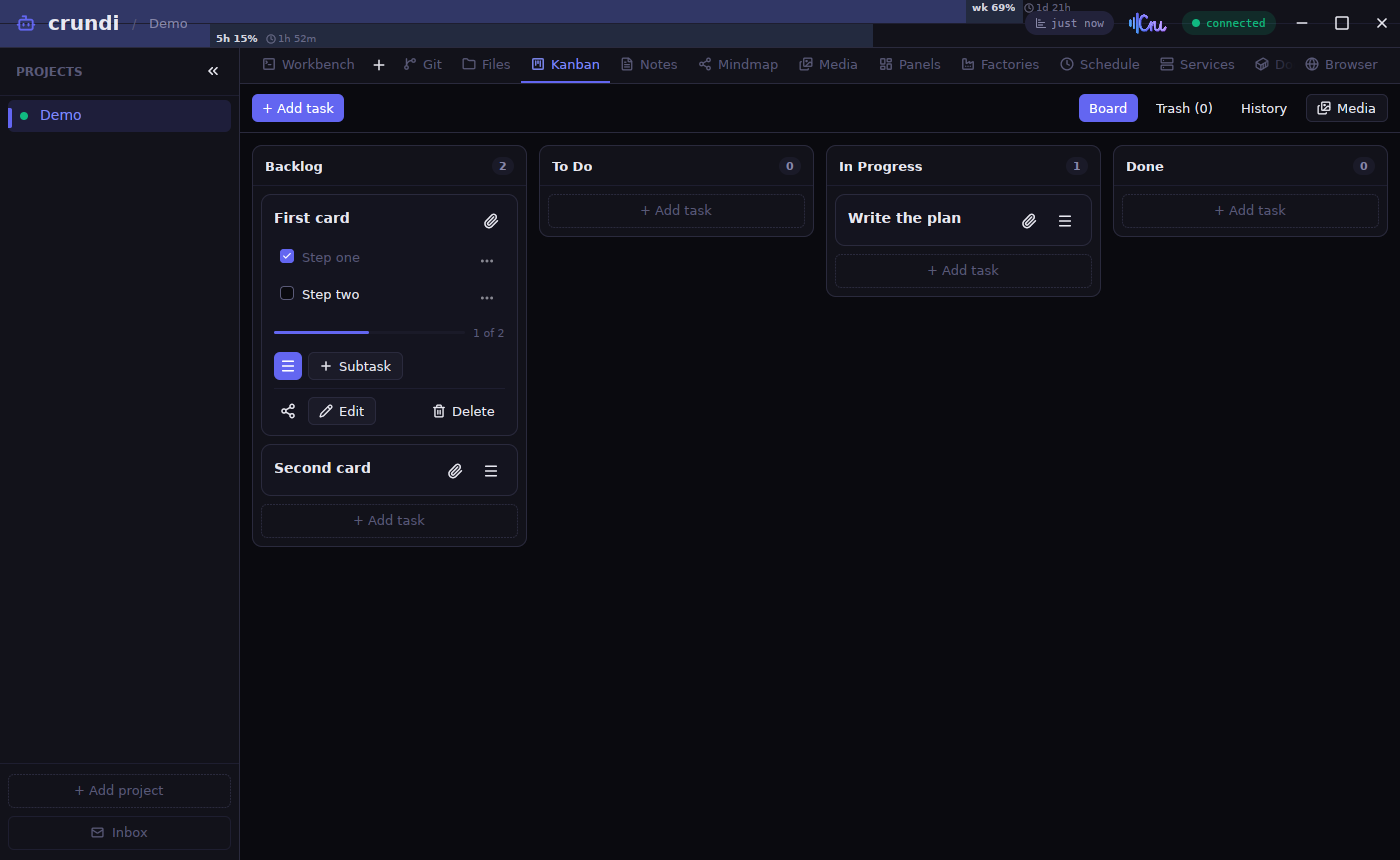 wk 69% 1d 21h
crundi / Demo
just now
Cru
connected
5h 15% 1h 52m
PROJECTS
Workbench
Git
Files
Kanban
Notes
Mindmap
Media
Panels
Factories
Schedule
Services
Do
Browser
Demo
+ Add task
Board
Trash (0)
History
Media
Backlog 2
To Do 0
In Progress 1
Done 0
First card
+ Add task
Write the plan
+ Add task
Step one
Step two
+ Add task
1 of 2
Subtask
Edit
Delete
Second card
+ Add task
+ Add project
Inbox